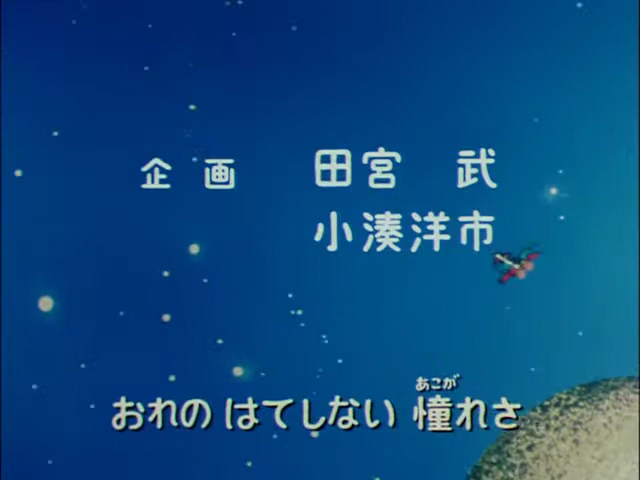 企画 田宮 武
小湊洋市
あこが
おれの はてしない 憧れさ